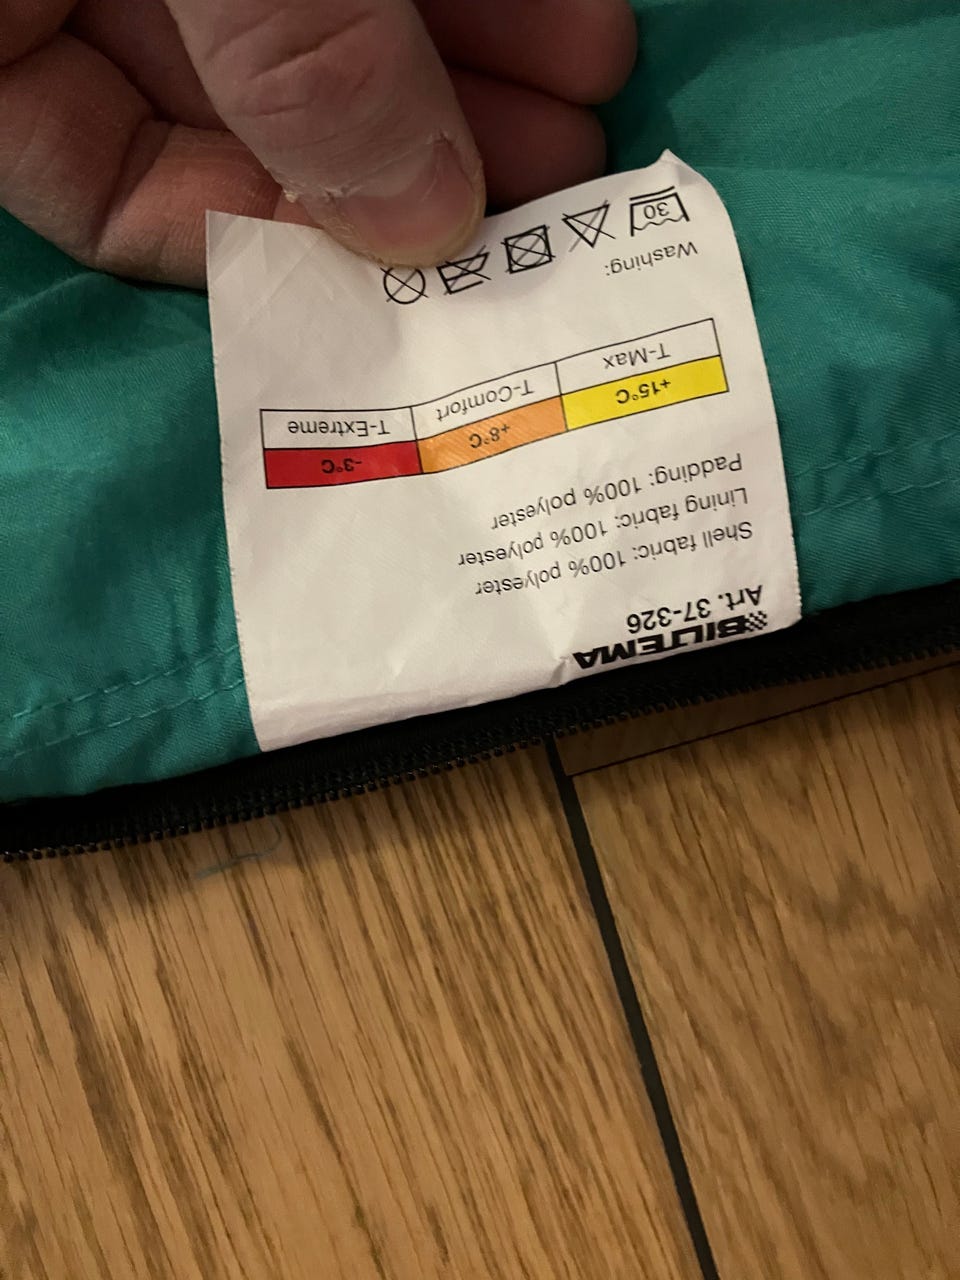 BILTEMA
Art. 37-326
Shell fabric: 100% polyester
Lining fabric: 100% polyester
Padding: 100% polyester
+15°C +8°C -3°C
T-Max T-Comfort T-Extreme
Washing:
30